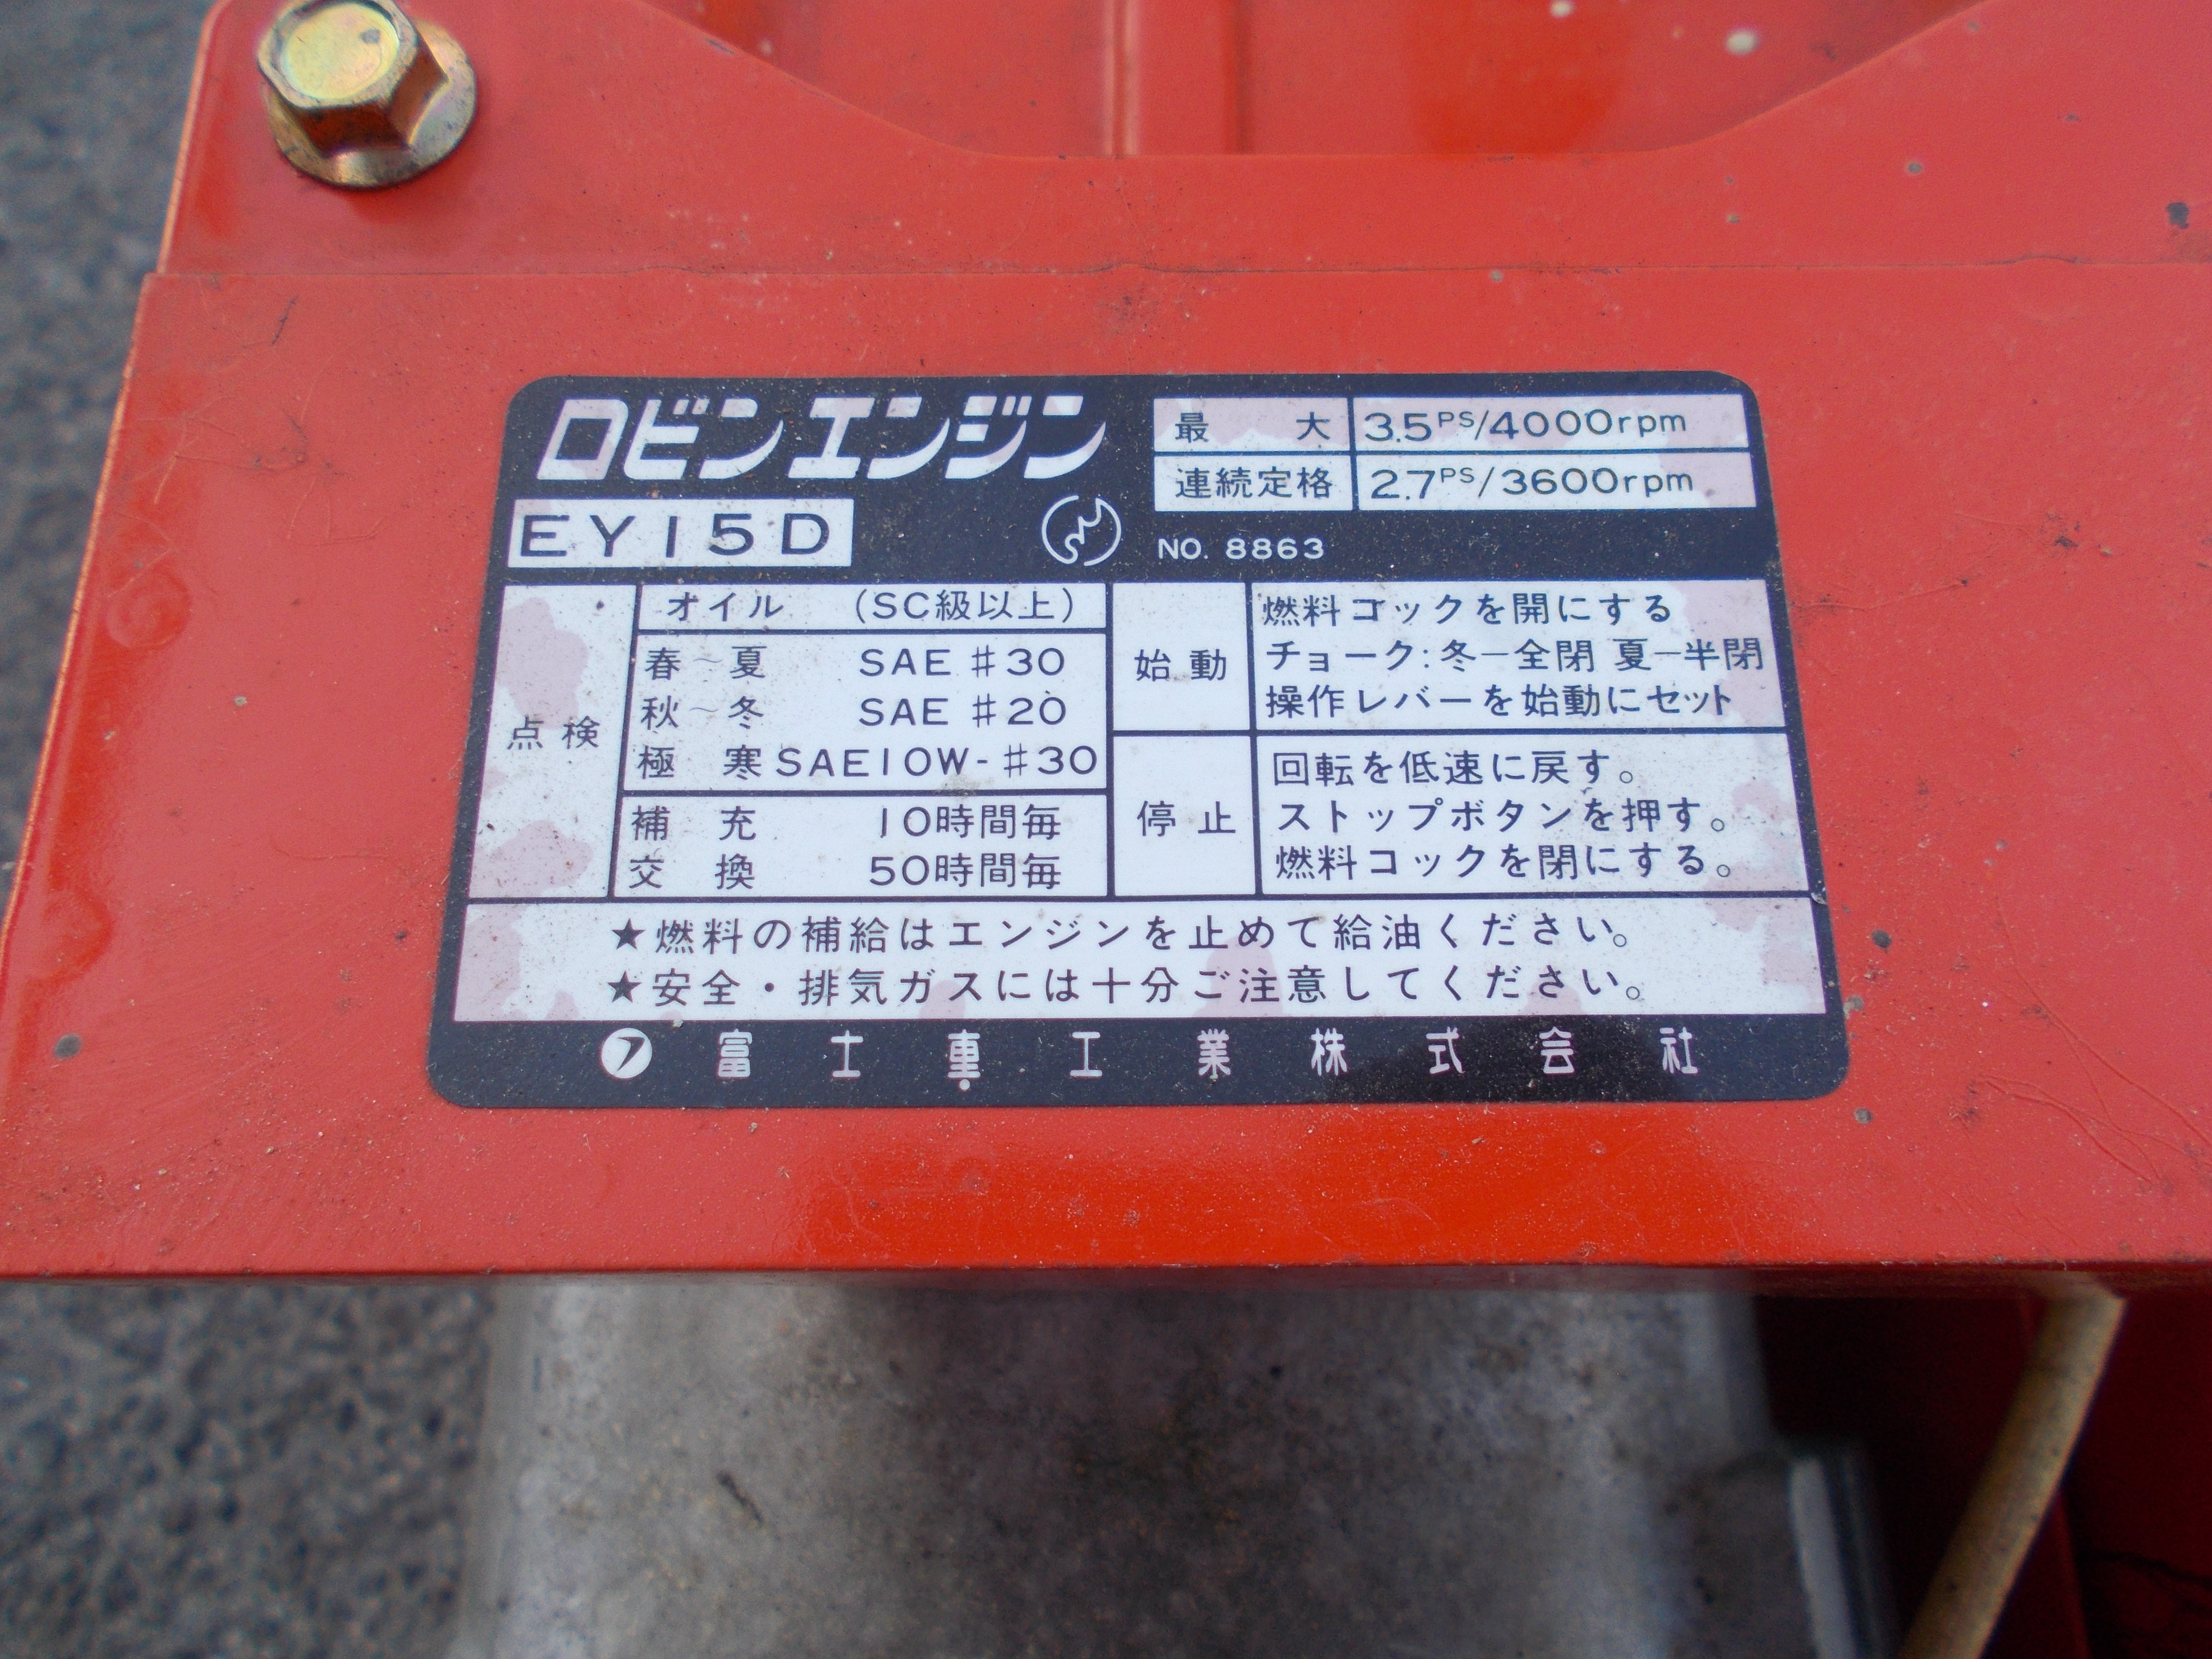 ロビンエンジン
EY15D
最大 3.5PS/4000rpm
連続定格 2.7PS/3600rpm
NO. 8863
点検
オイル (SC級以上)
春~夏 SAE #30
秋~冬 SAE #20
極寒 SAE10W-#30
補充 10時間毎
交換 50時間毎
始動
燃料コックを開にする
チョーク:冬-全閉 夏-半閉
操作レバーを始動にセット
停止
回転を低速に戻す。
ストップボタンを押す。
燃料コックを閉にする。
★燃料の補給はエンジンを止めて給油ください。
★安全・排気ガスには十分ご注意してください。
富士重工業株式会社